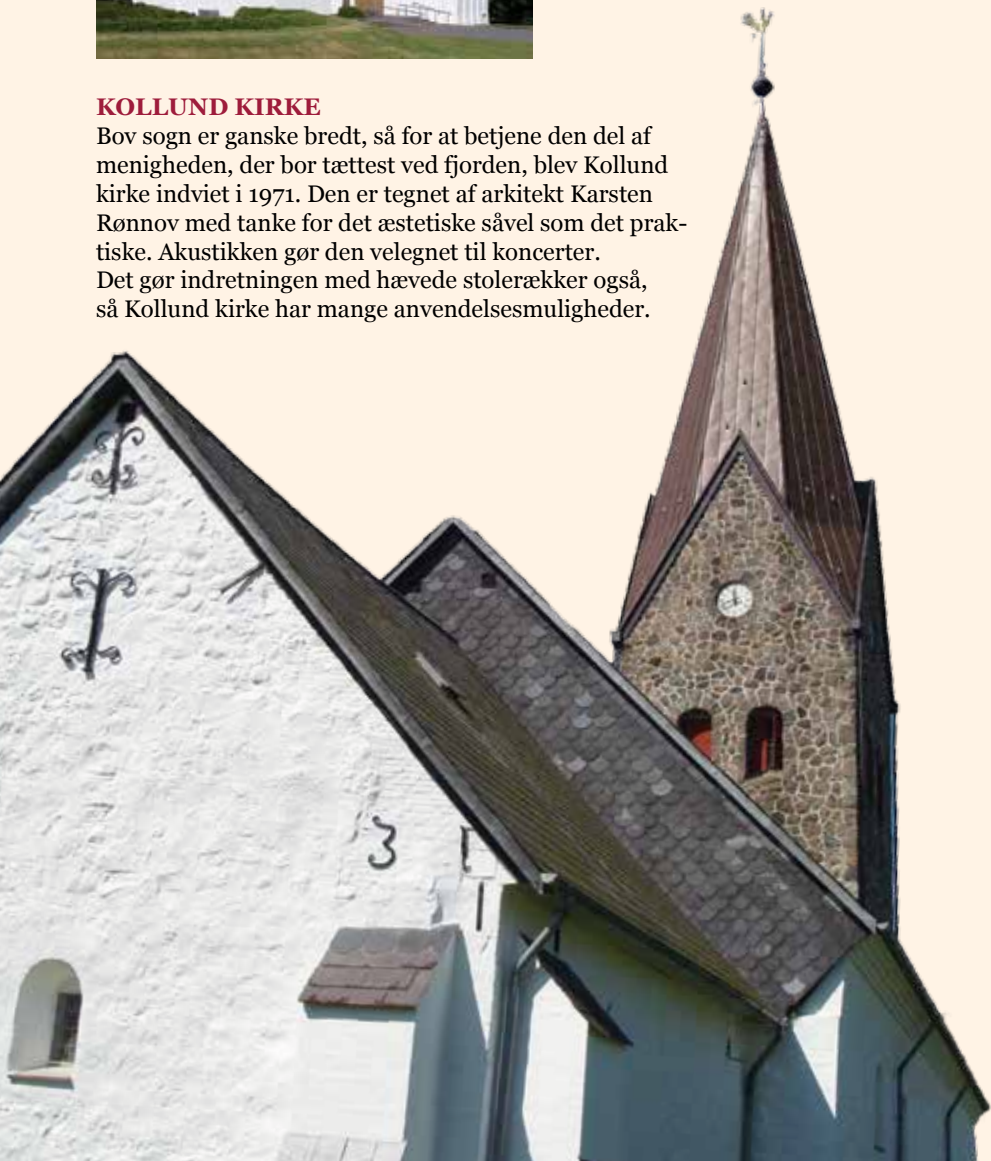 KOLLUND KIRKE
Bov sogn er ganske bredt, så for at betjene den del af
menigheden, der bor tættest ved fjorden, blev Kollund
kirke indviet i 1971. Den er tegnet af arkitekt Karsten
Rønnov med tanke for det æstetiske såvel som det prak-
tiske. Akustikken gør den velegnet til koncerter.
Det gør indretningen med hævede stolerækker også,
så Kollund kirke har mange anvendelsesmuligheder.
3